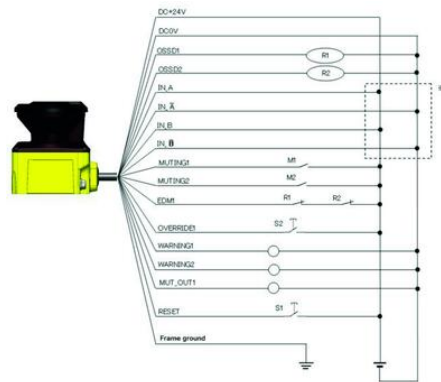 DC+24V
DC0V
OSSD1
R1
OSSD2
R2
IN_A
IN_A̅
IN_B
IN_B̅
MUTING1
M1
MUTING2
M2
EDM1
R1
R2
OVERRIDE1
S2
WARNING1
WARNING2
MUT_OUT1
RESET
S1
Frame ground